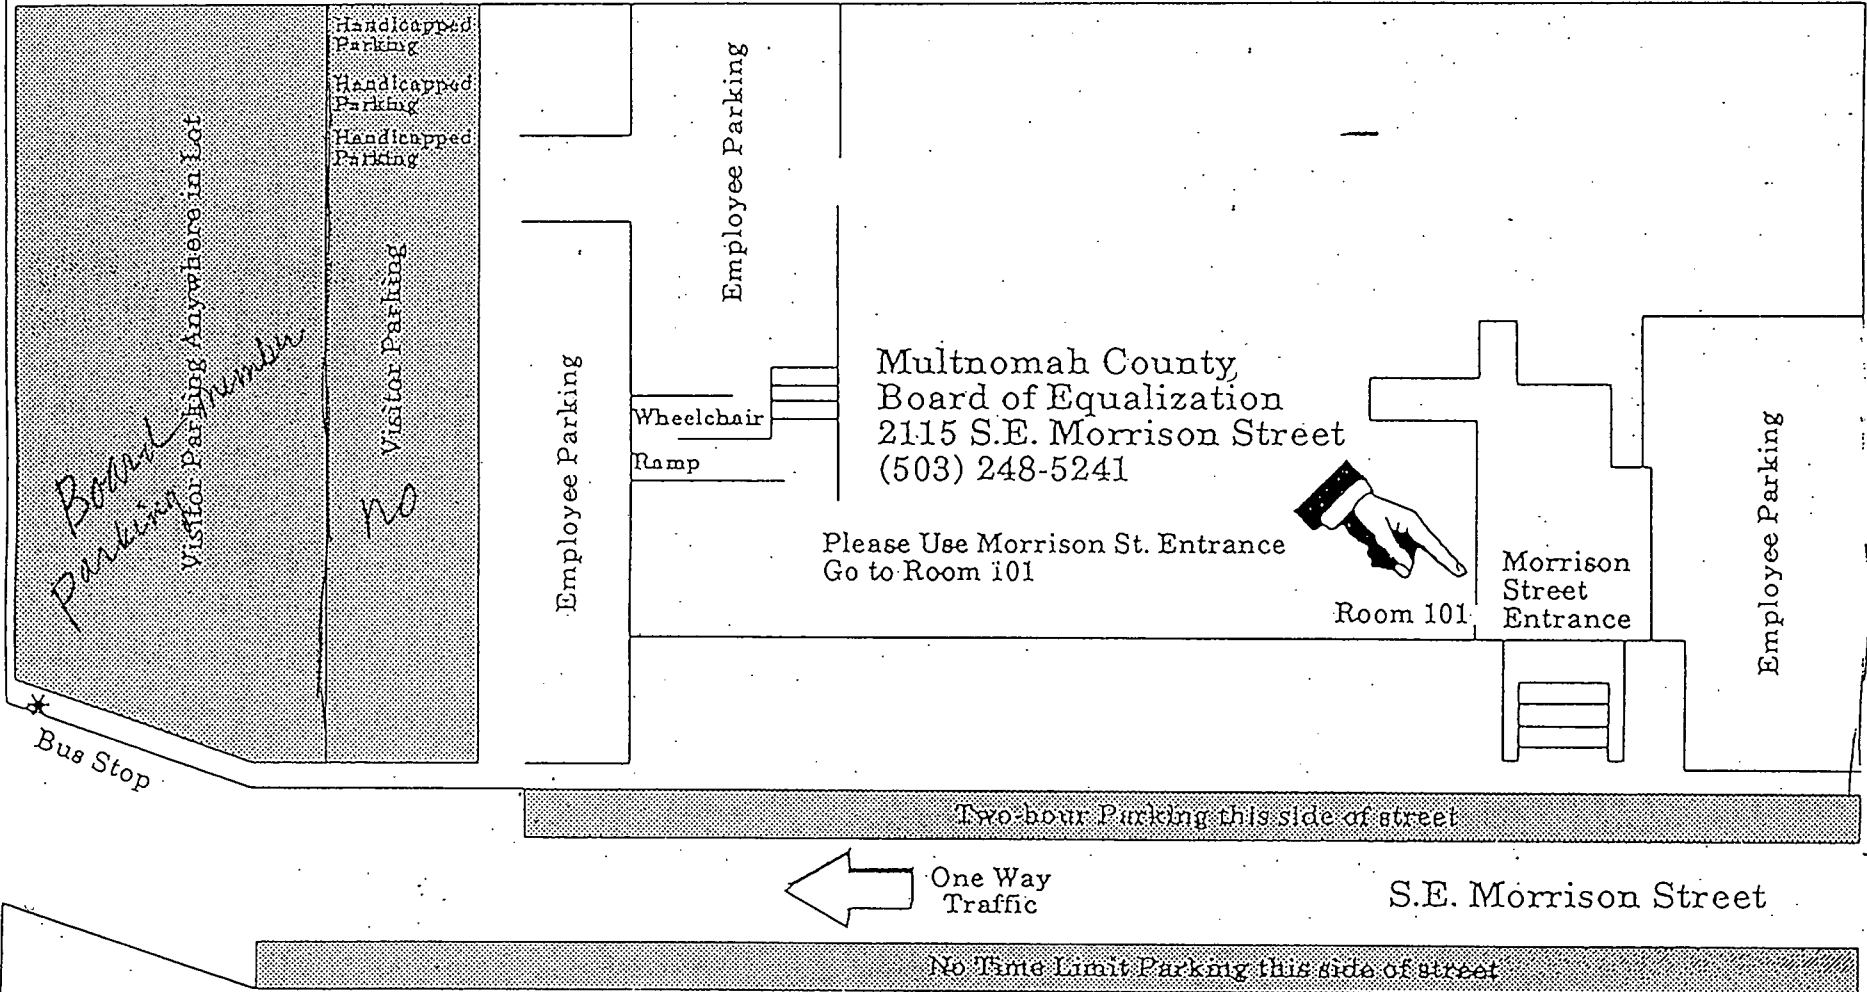 Handicapped
Parking
Handicapped
Parking
Handicapped
Parking
Visitor Parking Anywhere in Lot
Board member
Parking
Visitor Parking
NO
Employee Parking
Employee Parking
Wheelchair
Ramp
Multnomah County
Board of Equalization
2115 S.E. Morrison Street
(503) 248-5241
Please Use Morrison St. Entrance
Go to Room 101
Room 101
Morrison
Street
Entrance
Employee Parking
Bus Stop
Two-hour Parking this side of street
One Way
Traffic
S.E. Morrison Street
No Time Limit Parking this side of street